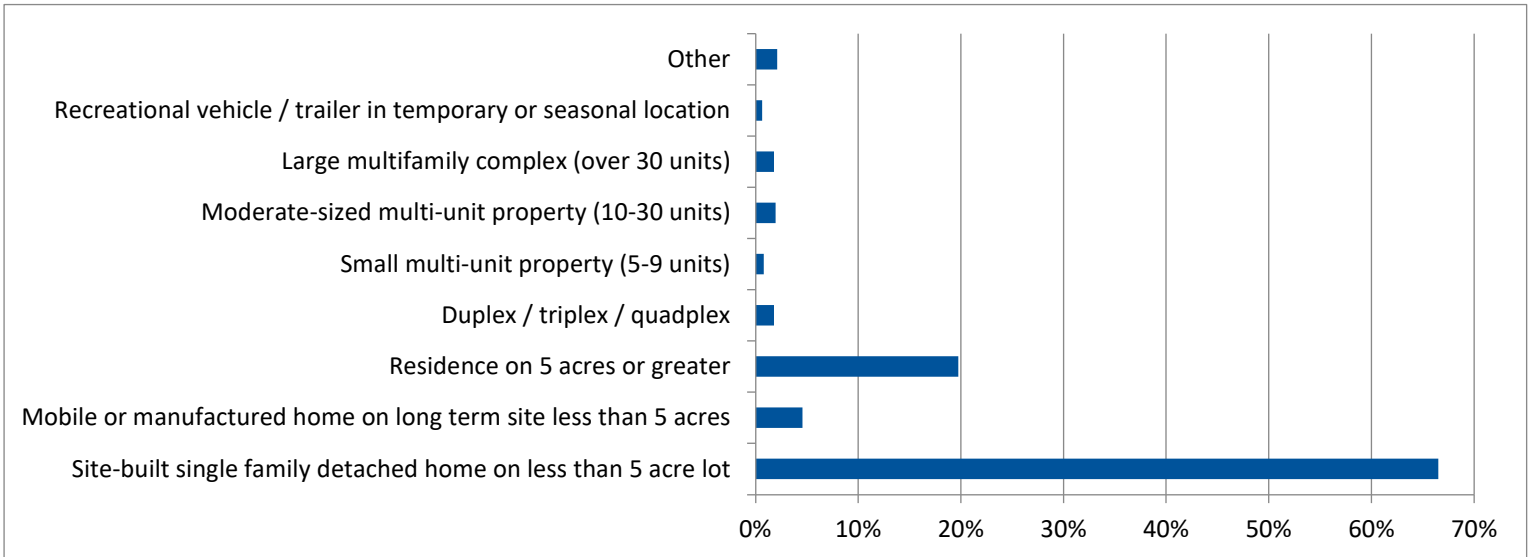 Other
Recreational vehicle / trailer in temporary or seasonal location
Large multifamily complex (over 30 units)
Moderate-sized multi-unit property (10-30 units)
Small multi-unit property (5-9 units)
Duplex / triplex / quadplex
Residence on 5 acres or greater
Mobile or manufactured home on long term site less than 5 acres
Site-built single family detached home on less than 5 acre lot
0% 10% 20% 30% 40% 50% 60% 70%